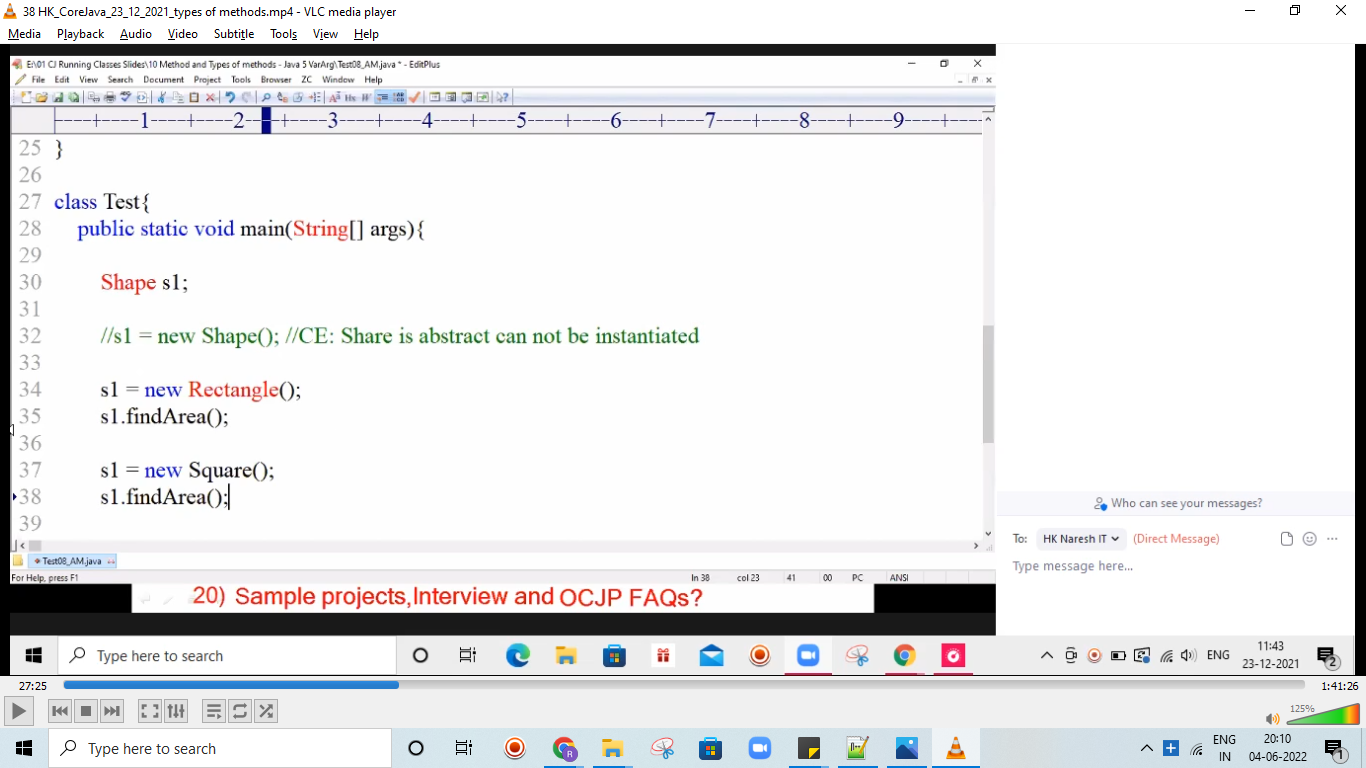 38 HK_CoreJava_23_12_2021_types of methods.mp4 - VLC media player
Media Playback Audio Video Subtitle Tools View Help
E:\01 CJ Running Classes Slides\10 Method and Types of methods - Java 5 VarArg\Test08_AM.java * - EditPlus
File Edit View Search Document Project Tools Browser ZC Window Help
----+----1----+----2----+----3----+----4----+----5----+----6----+----7----+----8----+----9----+----
25 }
26
27 class Test{
28 public static void main(String[] args){
29
30 Shape s1;
31
32 //s1 = new Shape(); //CE: Share is abstract can not be instantiated
33
34 s1 = new Rectangle();
35 s1.findArea();
36
37 s1 = new Square();
38 s1.findArea();
39
Test08_AM.java
For Help, press F1 ln 38 col 23 41 00 PC ANSI
20) Sample projects,Interview and OCJP FAQs?
Who can see your messages?
To: HK Naresh IT (Direct Message)
Type message here...
Type here to search
ENG
11:43
23-12-2021
2
27:25
1:41:26
125%
Type here to search
ENG
IN
20:10
04-06-2022
1